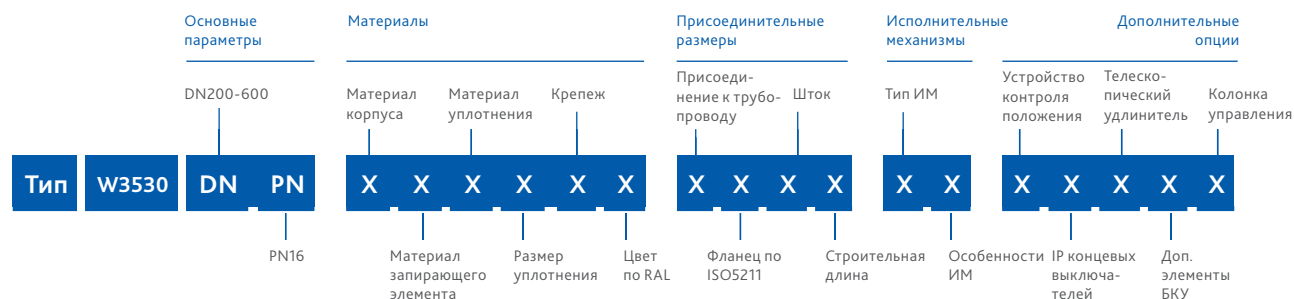 Основные
параметры
Материалы
Присоединительные
размеры
Исполнительные
механизмы
Дополнительные
опции
DN200-600
Материал
корпуса
Материал
уплотнения
Крепеж
Присоеди-
нение к трубо-
проводу
Шток
Тип ИМ
Устройство
контроля
положения
Телеско-
пический
удлинитель
Колонка
управления
Тип W3530 DN PN X X X X X X X X X X X X X X X X X
PN16
Материал
запирающего
элемента
Размер
уплотнения
Цвет
по RAL
Фланец по
ISO5211
Строительная
длина
Особенности
ИМ
IP концевых
выключа-
телей
Доп.
элементы
БКУ